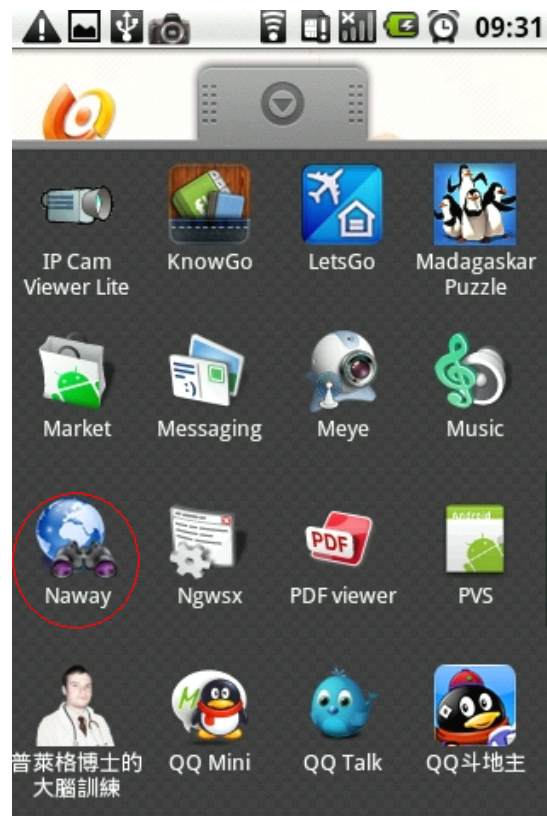 09:31
IP Cam
Viewer Lite
KnowGo
LetsGo
Madagaskar
Puzzle
Market
Messaging
Meye
Music
Naway
Ngwsx
PDF
PDF viewer
Android
PVS
普萊格博士的
大腦訓練
M
QQ Mini
QQ Talk
QQ斗地主